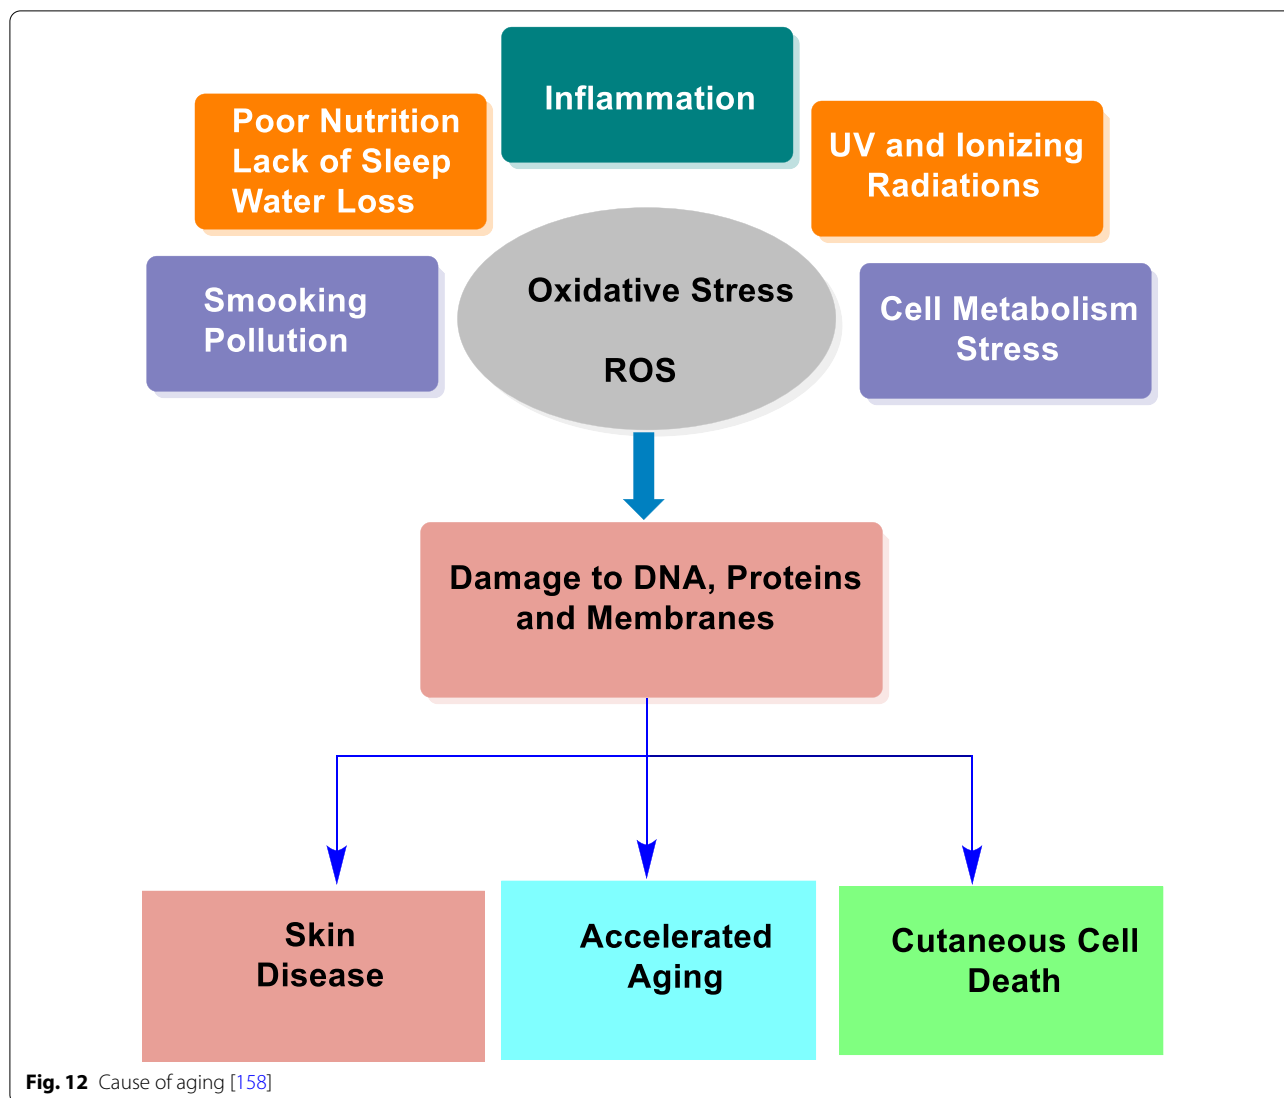 Inflammation
Poor Nutrition
Lack of Sleep
Water Loss
UV and Ionizing
Radiations
Smooking
Pollution
Oxidative Stress
ROS
Cell Metabolism
Stress
Damage to DNA, Proteins
and Membranes
Skin
Disease
Accelerated
Aging
Cutaneous Cell
Death
Fig. 12 Cause of aging [158]